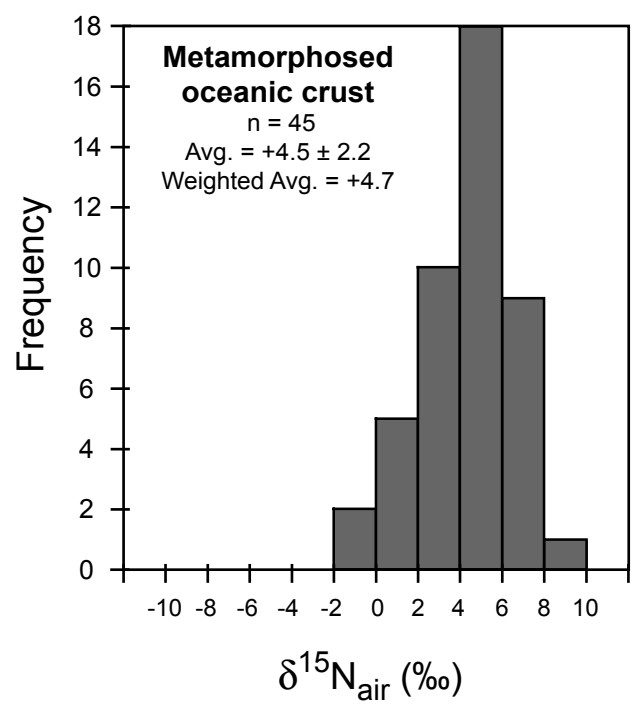 18
16
14
12
10
8
6
4
2
0
Frequency
Metamorphosed
oceanic crust
n = 45
Avg. = +4.5 ± 2.2
Weighted Avg. = +4.7
-10 -8 -6 -4 -2 0 2 4 6 8 10
δ15Nair (‰)